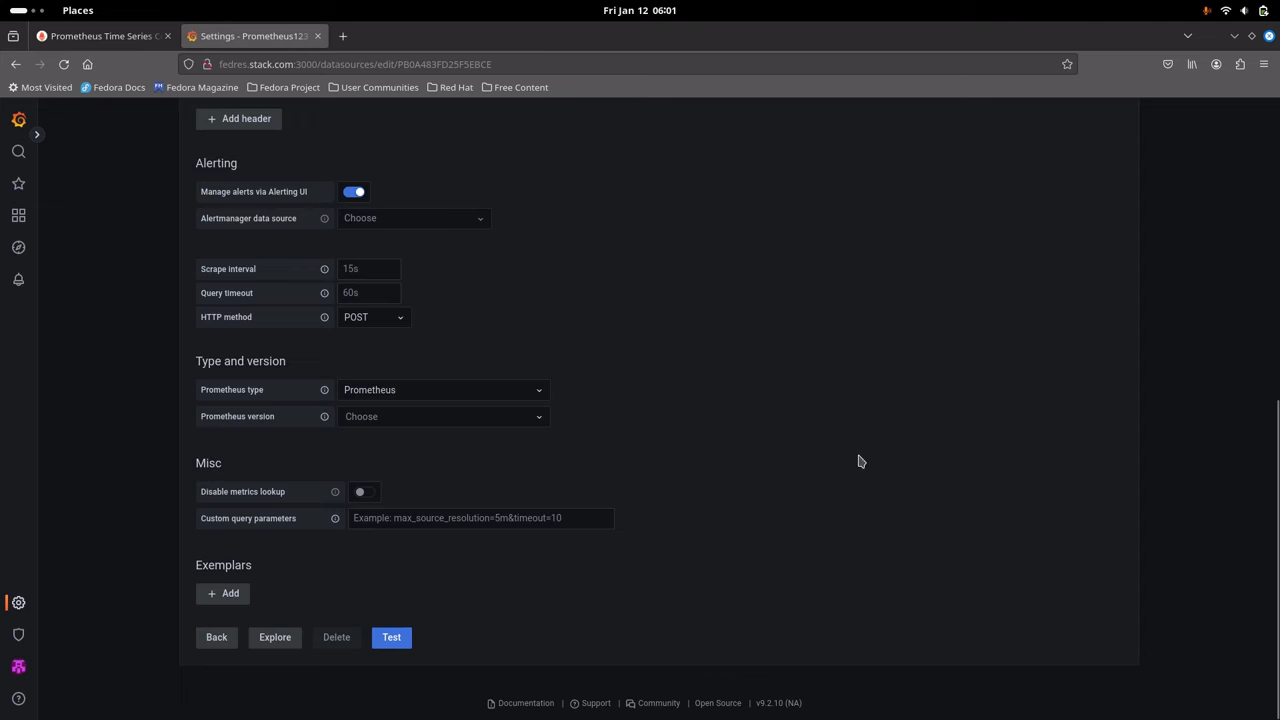 Places
Fri Jan 12 06:01
Prometheus Time Series C
Settings - Prometheus123
fedres.stack.com:3000/datasources/edit/PB0A483FD25F5EBCE
Most Visited
Fedora Docs
Fedora Magazine
Fedora Project
User Communities
Red Hat
Free Content
+ Add header
Alerting
Manage alerts via Alerting UI
Alertmanager data source
Choose
Scrape interval
15s
Query timeout
60s
HTTP method
POST
Type and version
Prometheus type
Prometheus
Prometheus version
Choose
Misc
Disable metrics lookup
Custom query parameters
Example: max_source_resolution=5m&timeout=10
Exemplars
+ Add
Back
Explore
Delete
Test
Documentation
Support
Community
Open Source
v9.2.10 (NA)